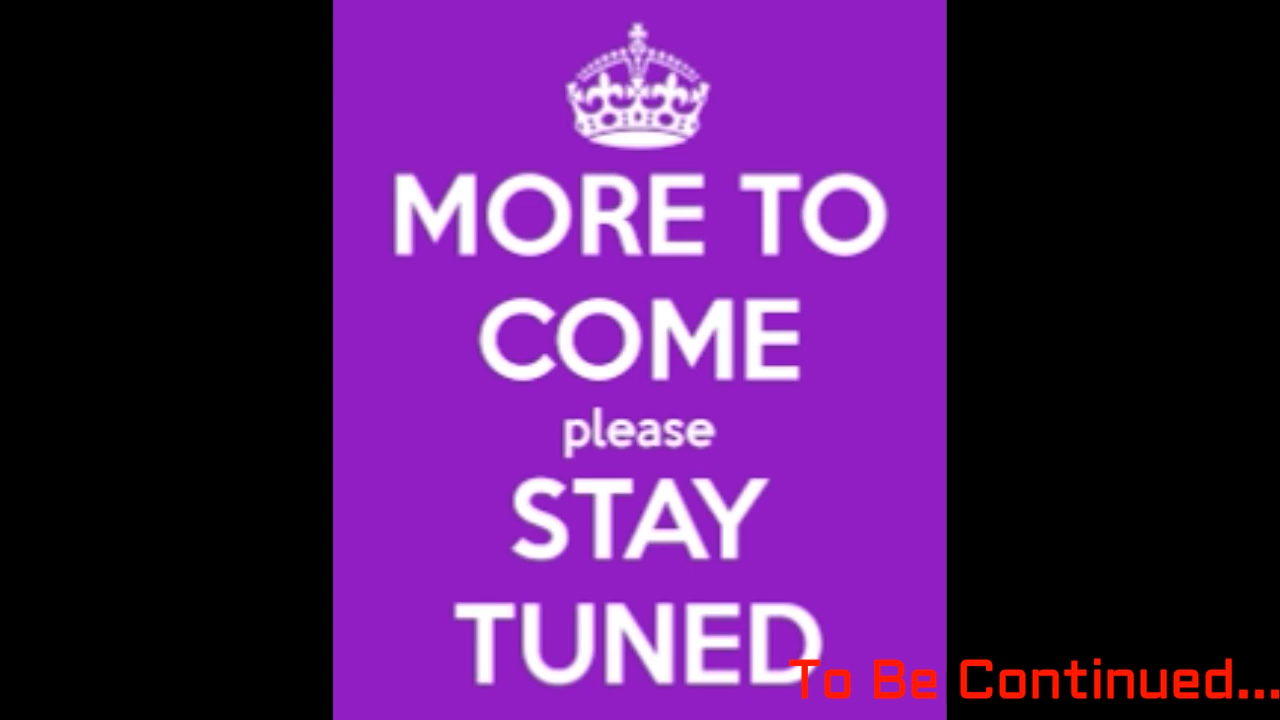 MORE TO
COME
please
STAY
TUNED
To Be Continued...